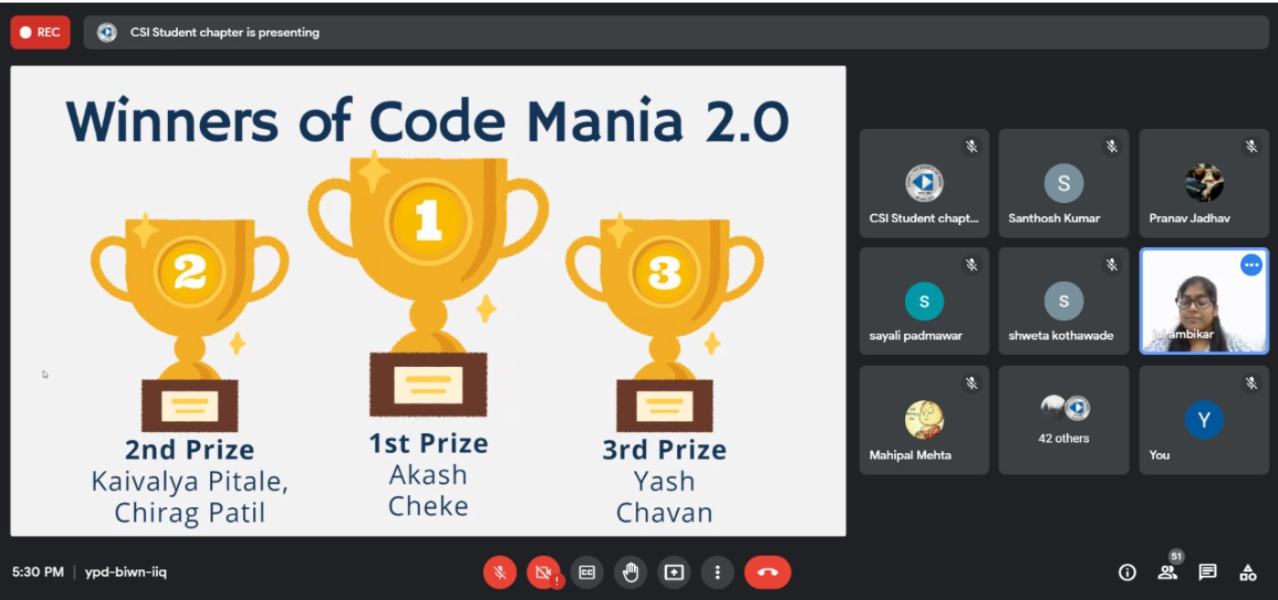 REC
CSI Student chapter is presenting
Winners of Code Mania 2.0
1
2
3
2nd Prize
Kaivalya Pitale,
Chirag Patil
1st Prize
Akash
Cheke
3rd Prize
Yash
Chavan
CSI Student chapt...
Santhosh Kumar
Pranav Jadhav
S
sayali padmawar
S
shweta kothawade
S
ambikar
Mahipal Mehta
42 others
Y
You
5:30 PM | ypd-biwn-iiq
CC
51